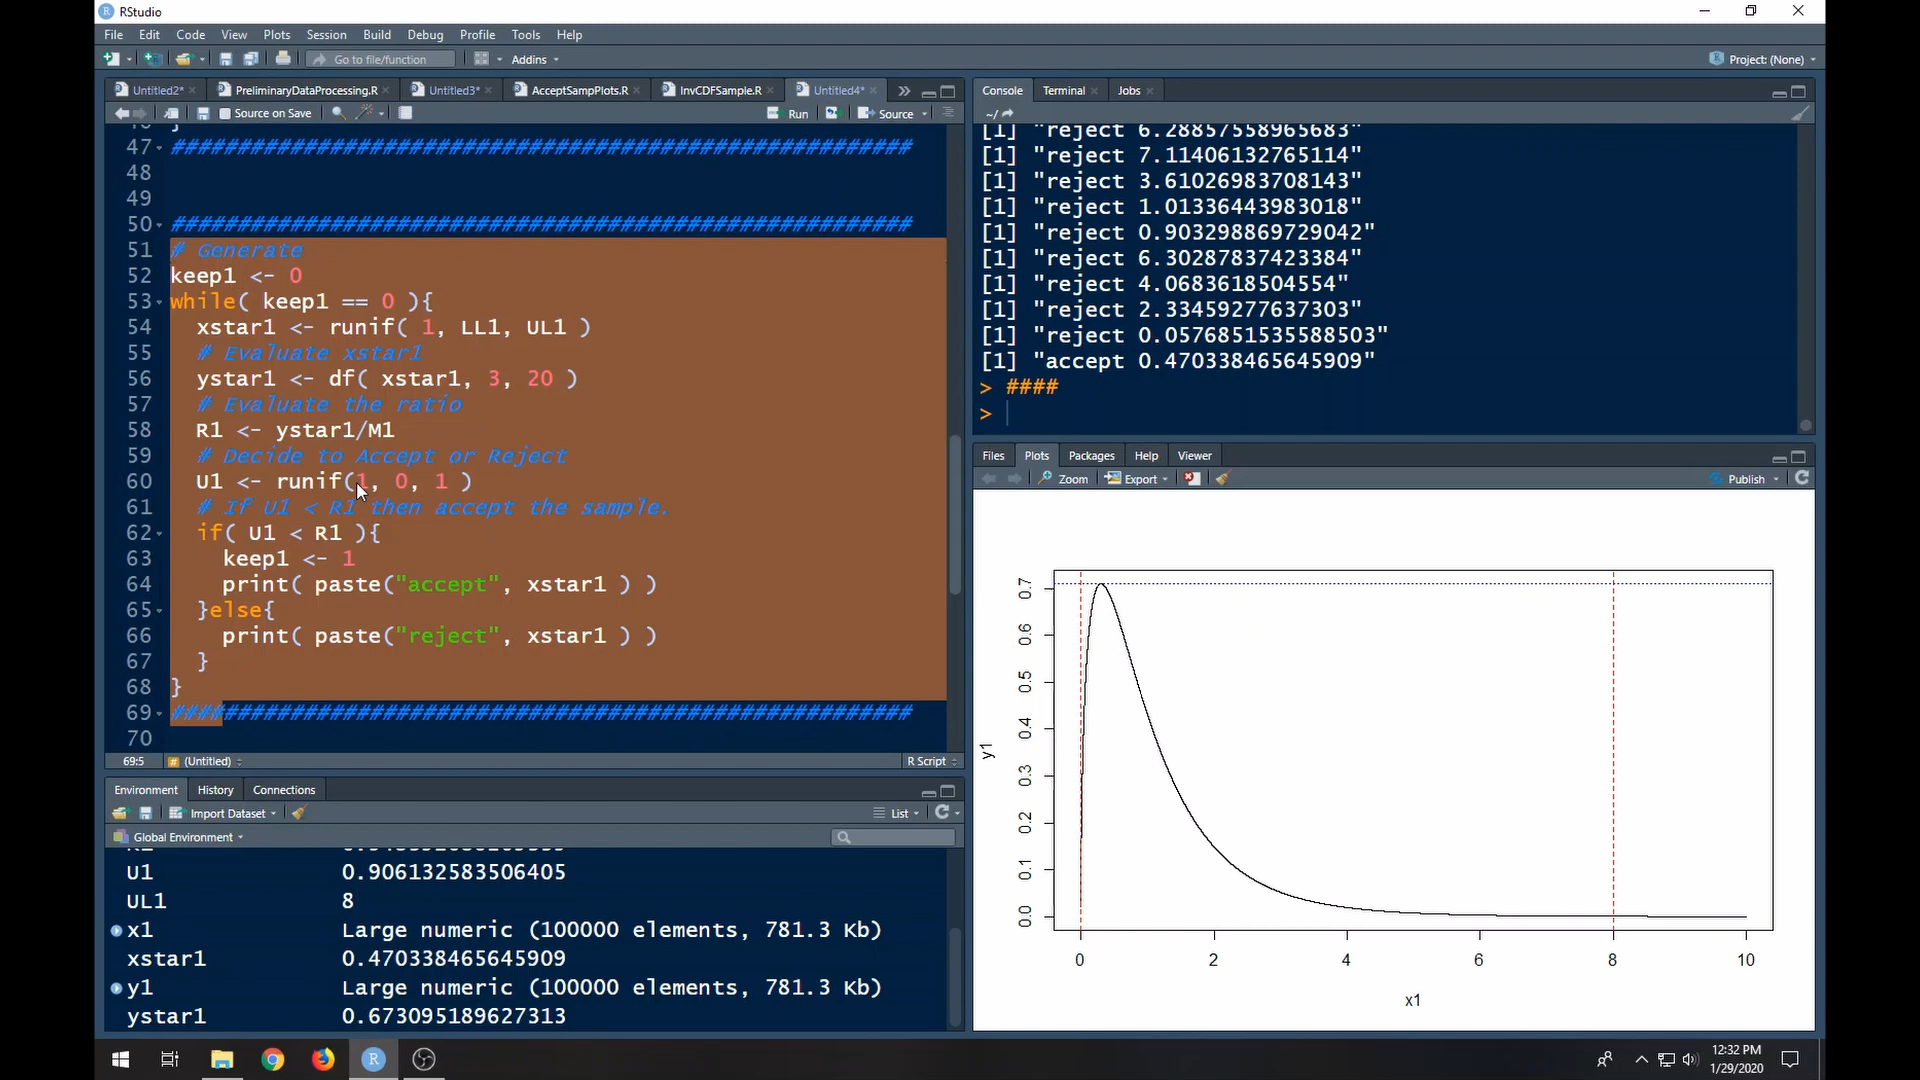 RStudio
File Edit Code View Plots Session Build Debug Profile Tools Help
Go to file/function Addins Project: (None)
Untitled2* PreliminaryDataProcessing.R Untitled3* AcceptSampPlots.R InvCDFSample.R Untitled4*
Source on Save Run Source
47 ########################################################
48
49
50 ########################################################
51 # Generate
52 keep1 <- 0
53 while( keep1 == 0 ){
54 xstar1 <- runif( 1, LL1, UL1 )
55 # Evaluate xstar1
56 ystar1 <- df( xstar1, 3, 20 )
57 # Evaluate the ratio
58 R1 <- ystar1/M1
59 # Decide to Accept or Reject
60 U1 <- runif(1, 0, 1 )
61 # If U1 < R1 then accept the sample.
62 if( U1 < R1 ){
63 keep1 <- 1
64 print( paste("accept", xstar1 ) )
65 }else{
66 print( paste("reject", xstar1 ) )
67 }
68 }
69 ########################################################
70
69:5 (Untitled) R Script
Environment History Connections
Import Dataset List
Global Environment
U1 0.906132583506405
UL1 8
x1 Large numeric (100000 elements, 781.3 Kb)
xstar1 0.470338465645909
y1 Large numeric (100000 elements, 781.3 Kb)
ystar1 0.673095189627313
Console Terminal Jobs
~/
[1] "reject 6.28857558965683"
[1] "reject 7.11406132765114"
[1] "reject 3.61026983708143"
[1] "reject 1.01336443983018"
[1] "reject 0.903298869729042"
[1] "reject 6.30287837423384"
[1] "reject 4.0683618504554"
[1] "reject 2.33459277637303"
[1] "reject 0.0576851535588503"
[1] "accept 0.470338465645909"
> ####
>
Files Plots Packages Help Viewer
Zoom Export Publish
y1
0.7
0.6
0.5
0.4
0.3
0.2
0.1
0.0
0 2 4 6 8 10
x1
12:32 PM
1/29/2020